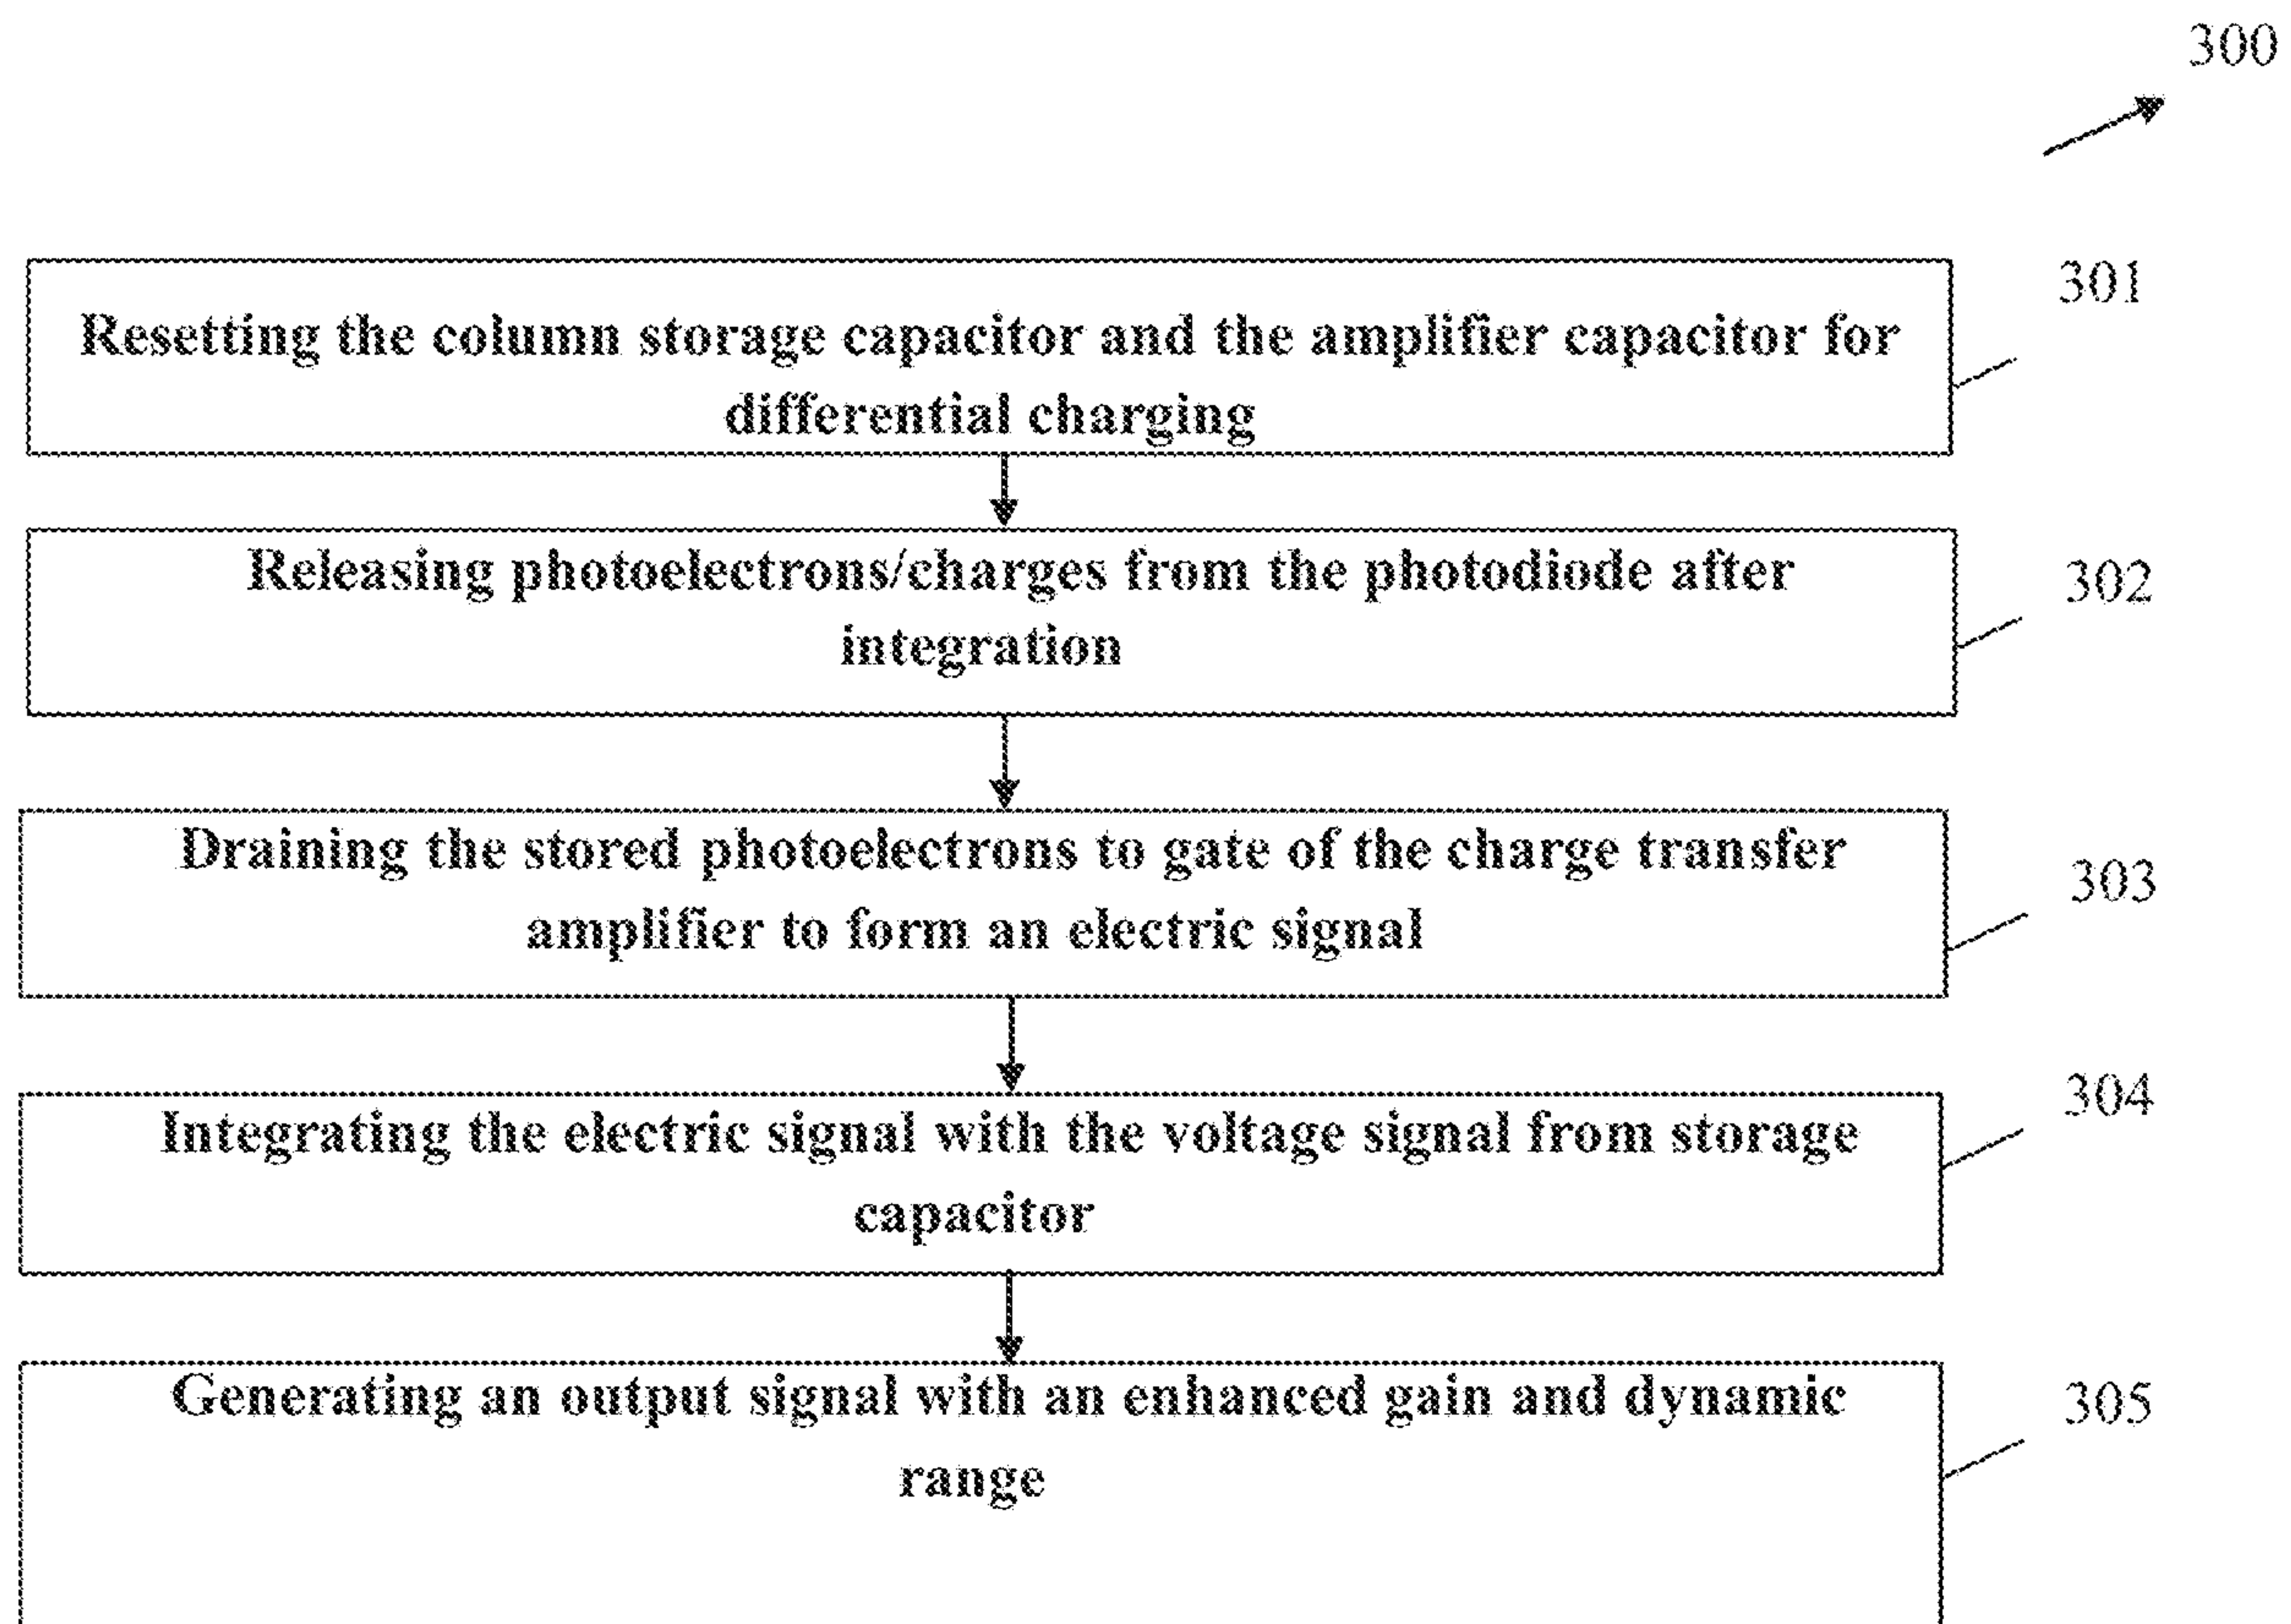 300
301
Resetting the column storage capacitor and the amplifier capacitor for
differential charging
Releasing photoelectrons/charges from the photodiode after
302
integration
Draining the stored photoelectrons to gate of the charge transfer
303
amplifier to form an electric signal
304
Integrating the electric signal with the voltage signal from storage
capacitor
Generating an output signal with an enhanced gain and dynamic
305
range